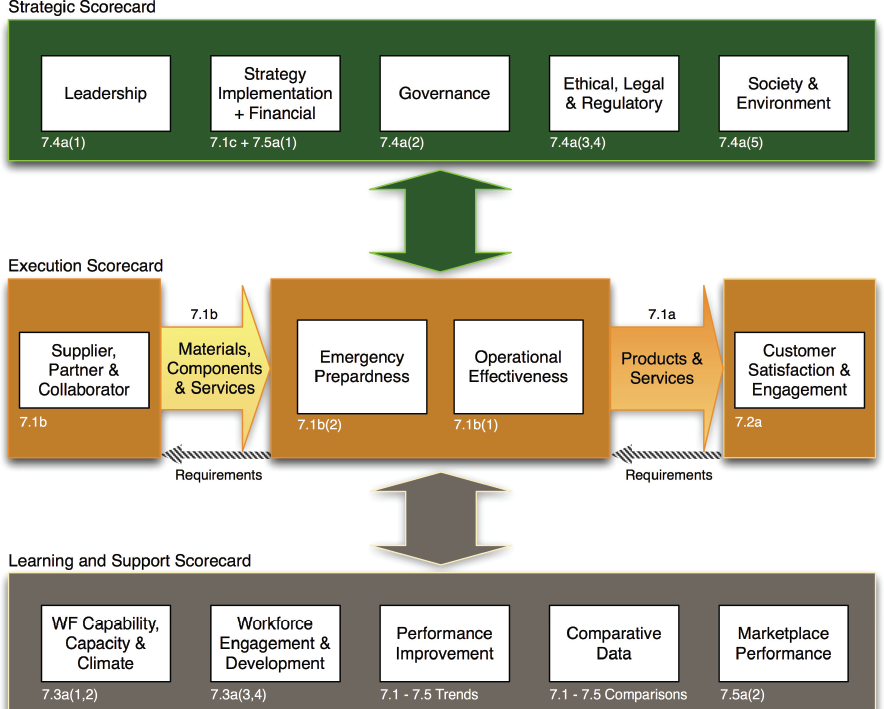 Strategic Scorecard
Leadership
7.4a(1)
Strategy
Implementation
+ Financial
7.1c + 7.5a(1)
Governance
7.4a(2)
Ethical, Legal
& Regulatory
7.4a(3,4)
Society &
Environment
7.4a(5)
Execution Scorecard
Supplier,
Partner &
Collaborator
7.1b
7.1b
Materials,
Components
& Services
Requirements
Emergency
Prepardness
7.1b(2)
Operational
Effectiveness
7.1b(1)
7.1a
Products &
Services
Requirements
Customer
Satisfaction &
Engagement
7.2a
Learning and Support Scorecard
WF Capability,
Capacity &
Climate
7.3a(1,2)
Workforce
Engagement &
Development
7.3a(3,4)
Performance
Improvement
7.1 - 7.5 Trends
Comparative
Data
7.1 - 7.5 Comparisons
Marketplace
Performance
7.5a(2)